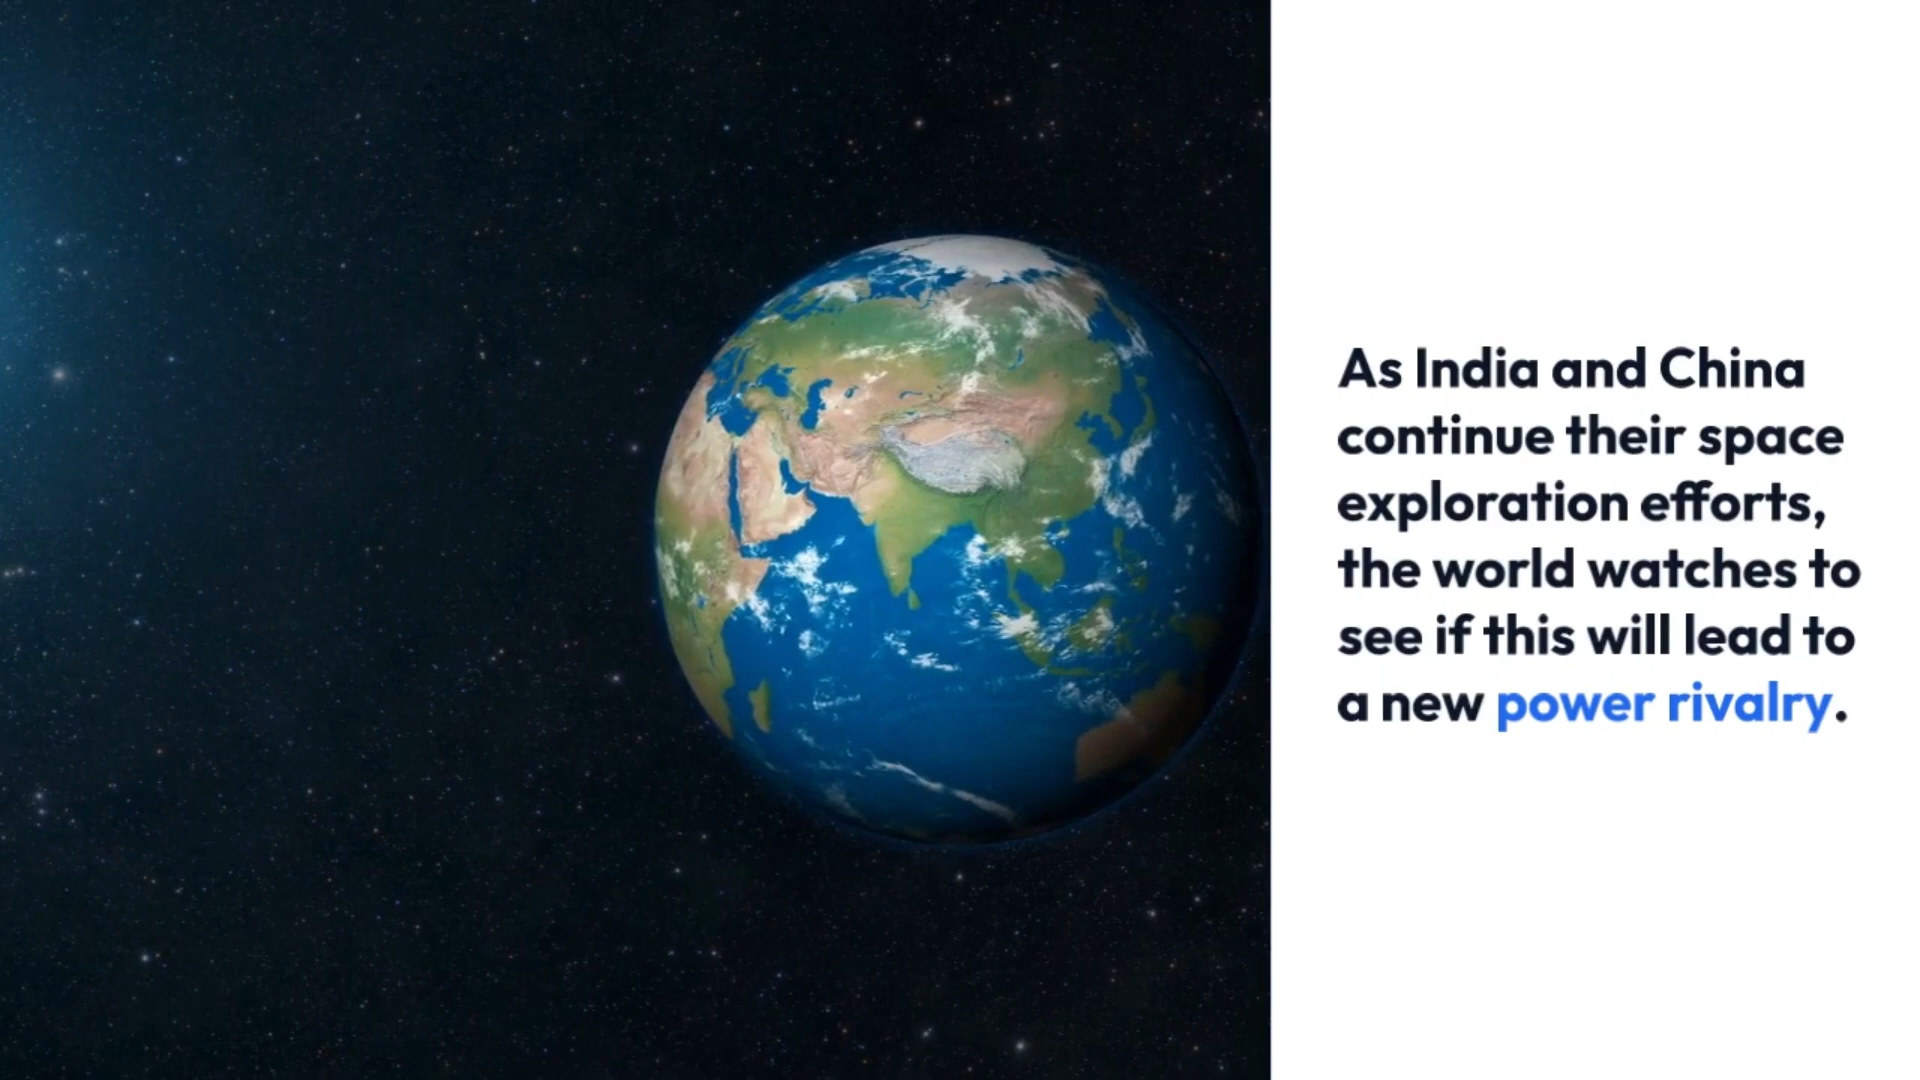 As India and China
continue their space
exploration efforts,
the world watches to
see if this will lead to
a new power rivalry.